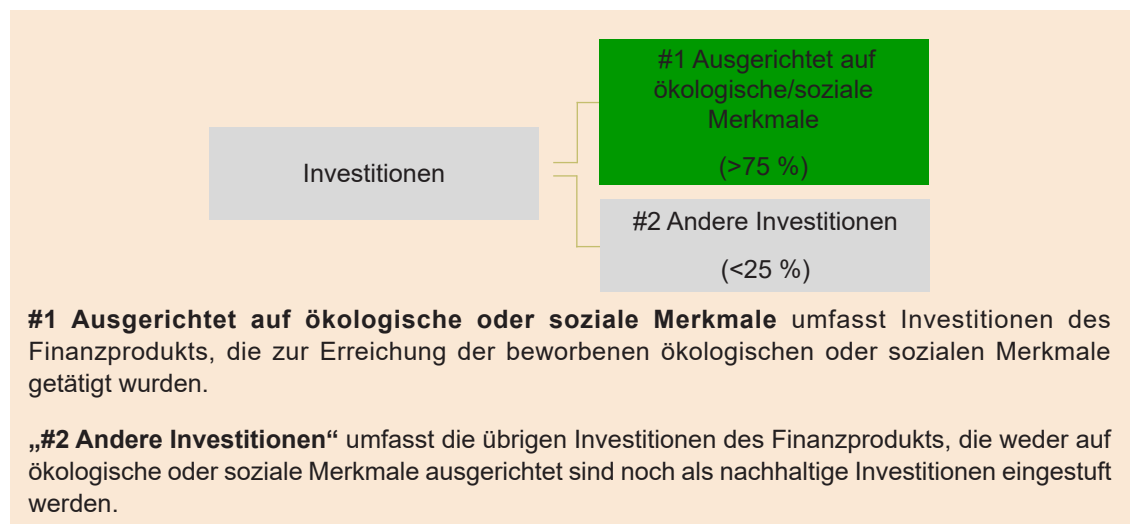 #1 Ausgerichtet auf
ökologische/soziale
Merkmale
(>75 %)
Investitionen
#2 Andere Investitionen
(<25 %)
#1 Ausgerichtet auf ökologische oder soziale Merkmale umfasst Investitionen des
Finanzprodukts, die zur Erreichung der beworbenen ökologischen oder sozialen Merkmale
getätigt wurden.
„#2 Andere Investitionen“ umfasst die übrigen Investitionen des Finanzprodukts, die weder auf
ökologische oder soziale Merkmale ausgerichtet sind noch als nachhaltige Investitionen eingestuft
werden.